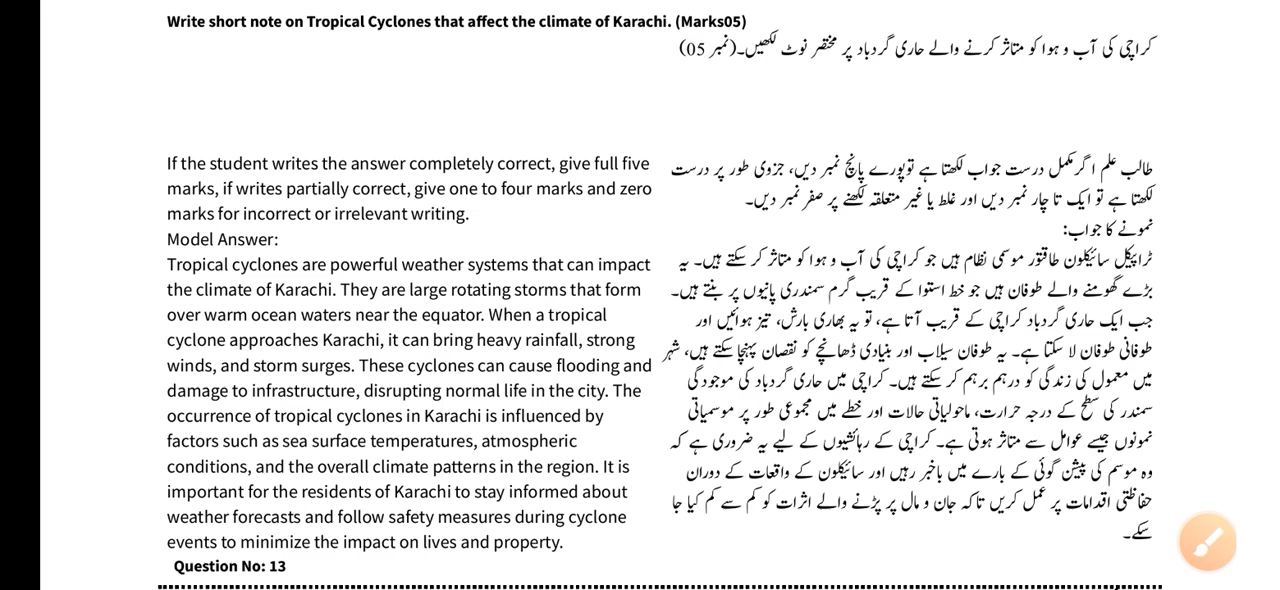 Write short note on Tropical Cyclones that affect the climate of Karachi. (Marks05)
کراچی کی آب و ہوا کو متاثر کرنے والے حاری گردباد پر مختصر نوٹ لکھیں۔(نمبر 05)
If the student writes the answer completely correct, give full five
marks, if writes partially correct, give one to four marks and zero
marks for incorrect or irrelevant writing.
Model Answer:
Tropical cyclones are powerful weather systems that can impact
the climate of Karachi. They are large rotating storms that form
over warm ocean waters near the equator. When a tropical
cyclone approaches Karachi, it can bring heavy rainfall, strong
winds, and storm surges. These cyclones can cause flooding and
damage to infrastructure, disrupting normal life in the city. The
occurrence of tropical cyclones in Karachi is influenced by
factors such as sea surface temperatures, atmospheric
conditions, and the overall climate patterns in the region. It is
important for the residents of Karachi to stay informed about
weather forecasts and follow safety measures during cyclone
events to minimize the impact on lives and property.
طالب علم اگر مکمل درست جواب لکھتا ہے توپورے پانچ نمبر دیں، جزوی طور پر درست
لکھتا ہے تو ایک تا چار نمبر دیں اور غلط یا غیر متعلقہ لکھنے پر صفر نمبر دیں۔
نمونے کا جواب:
ٹراپیکل سائیکلون طاقتور موسمی نظام ہیں جو کراچی کی آب و ہوا کو متاثر کر سکتے ہیں۔ یہ
بڑے گھومنے والے طوفان ہیں جو خط استوا کے قریب گرم سمندری پانیوں پر بنتے ہیں۔
جب ایک حاری گردباد کراچی کے قریب آتا ہے، تو یہ بھاری بارش، تیز ہوائیں اور
طوفانی طوفان لا سکتا ہے۔ یہ طوفان سیلاب اور بنیادی ڈھانچے کو نقصان پہنچا سکتے ہیں، شہر
میں معمول کی زندگی کو درہم برہم کر سکتے ہیں۔ کراچی میں حاری گردباد کی موجودگی
سمندر کی سطح کے درجہ حرارت، ماحولیاتی حالات اور خطے میں مجموعی طور پر موسمیاتی
نمونوں جیسے عوامل سے متاثر ہوتی ہے۔ کراچی کے رہائشیوں کے لیے یہ ضروری ہے کہ
وہ موسم کی پیشن گوئی کے بارے میں باخبر رہیں اور سائیکلون کے واقعات کے دوران
حفاظتی اقدامات پر عمل کریں تاکہ جان و مال پر پڑنے والے اثرات کو کم سے کم کیا جا
سکے۔
Question No: 13